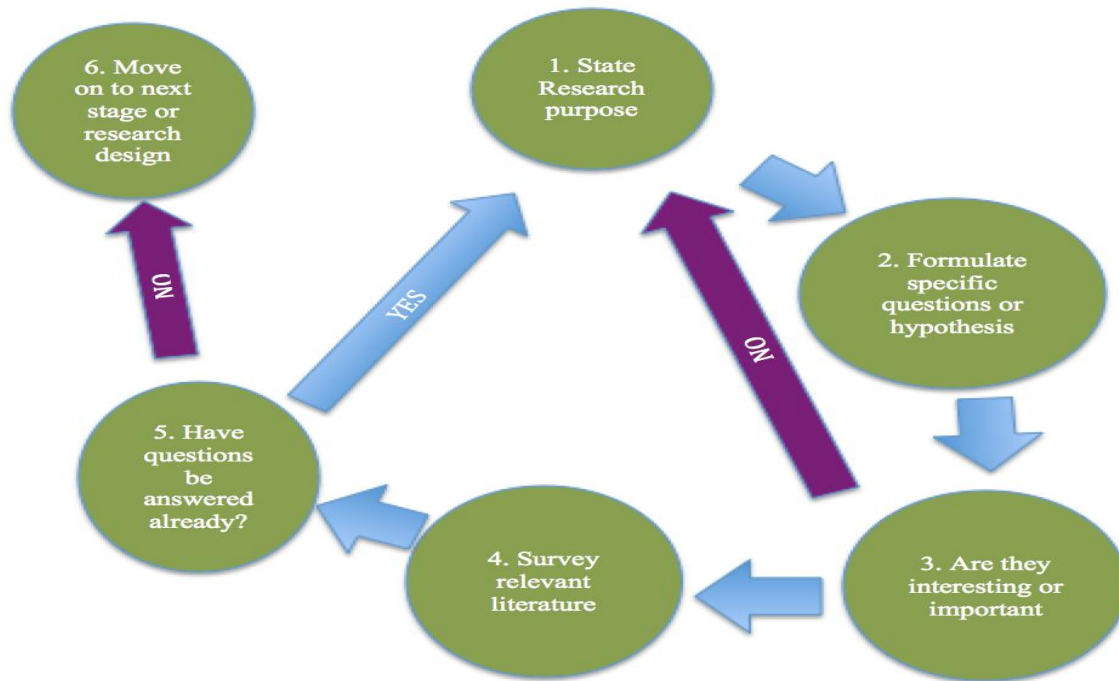 1. State
Research
purpose
2. Formulate
specific
questions or
hypothesis
3. Are they
interesting or
important
NO
4. Survey
relevant
literature
5. Have
questions
be
answered
already?
YES
NO
6. Move
on to next
stage or
research
design